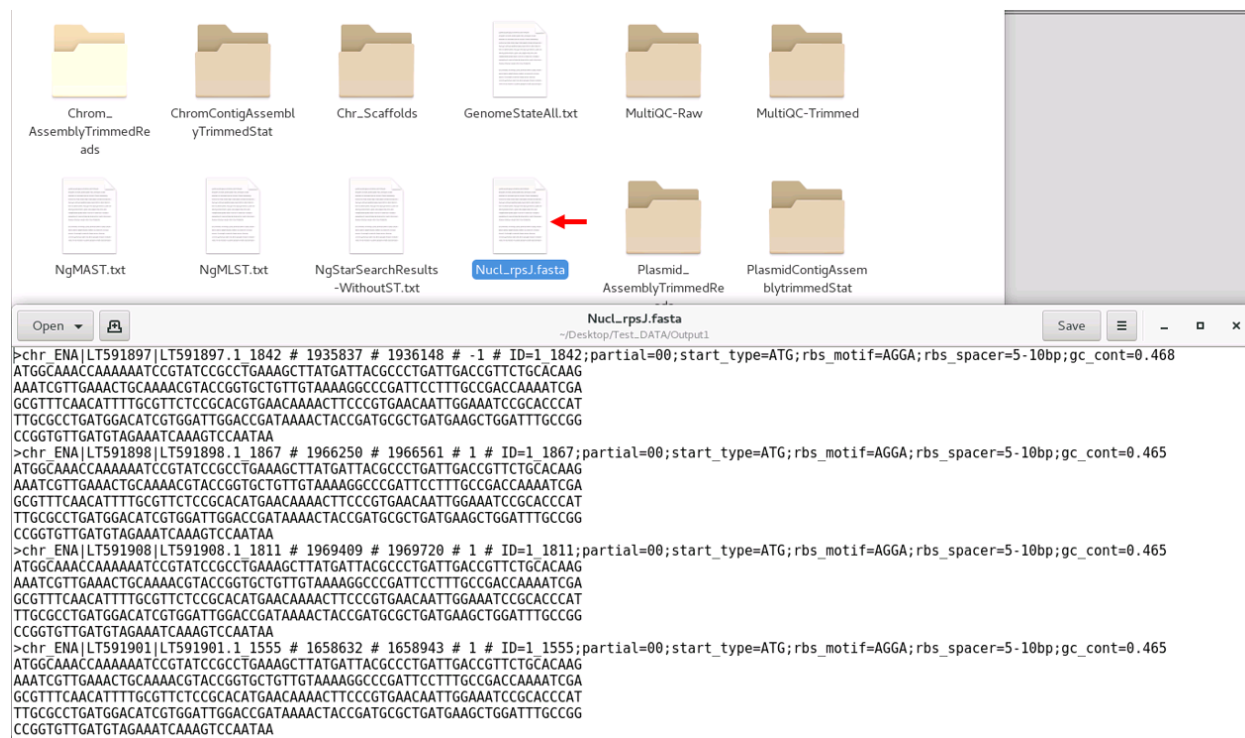 Chrom_
AssemblyTrimmedRe
ads
ChromContigAssembl
yTrimmedStat
Chr_Scaffolds
GenomeStateAll.txt
MultiQC-Raw
MultiQC-Trimmed
NgMAST.txt
NgMLST.txt
NgStarSearchResults
-WithoutST.txt
Nucl_rpsJ.fasta
Plasmid_
AssemblyTrimmedRe
PlasmidContigAssem
blytrimmedStat
Open
Nucl_rpsJ.fasta
~/Desktop/Test_DATA/Output1
Save
>chr_ENA|LT591897|LT591897.1_1842 # 1935837 # 1936148 # -1 # ID=1_1842;partial=00;start_type=ATG;rbs_motif=AGGA;rbs_spacer=5-10bp;gc_cont=0.468
ATGGCAAACCAAAAAATCCGTATCCGCCTGAAAGCTTATGATTACGCCCTGATTGACCGTTCTGCACAAG
AAATCGTTGAAACTGCAAAACGTACCGGTGCTGTTGTAAAAGGCCCGATTCCTTTGCCGACCAAAATCGA
GCGTTTCAACATTTTGCGTTCTCCGCACGTGAACAAAACTTCCCGTGAACAATTGGAAATCCGCACCCAT
TTGCGCCTGATGGACATCGTGGATTGGACCGATAAAACTACCGATGCGCTGATGAAGCTGGATTTGCCGG
CCGGTGTTGATGTAGAAATCAAAGTCCAATAA
>chr_ENA|LT591898|LT591898.1_1867 # 1966250 # 1966561 # 1 # ID=1_1867;partial=00;start_type=ATG;rbs_motif=AGGA;rbs_spacer=5-10bp;gc_cont=0.465
ATGGCAAACCAAAAAATCCGTATCCGCCTGAAAGCTTATGATTACGCCCTGATTGACCGTTCTGCACAAG
AAATCGTTGAAACTGCAAAACGTACCGGTGCTGTTGTAAAAGGCCCGATTCCTTTGCCGACCAAAATCGA
GCGTTTCAACATTTTGCGTTCTCCGCACATGAACAAAACTTCCCGTGAACAATTGGAAATCCGCACCCAT
TTGCGCCTGATGGACATCGTGGATTGGACCGATAAAACTACCGATGCGCTGATGAAGCTGGATTTGCCGG
CCGGTGTTGATGTAGAAATCAAAGTCCAATAA
>chr_ENA|LT591908|LT591908.1_1811 # 1969409 # 1969720 # 1 # ID=1_1811;partial=00;start_type=ATG;rbs_motif=AGGA;rbs_spacer=5-10bp;gc_cont=0.465
ATGGCAAACCAAAAAATCCGTATCCGCCTGAAAGCTTATGATTACGCCCTGATTGACCGTTCTGCACAAG
AAATCGTTGAAACTGCAAAACGTACCGGTGCTGTTGTAAAAGGCCCGATTCCTTTGCCGACCAAAATCGA
GCGTTTCAACATTTTGCGTTCTCCGCACATGAACAAAACTTCCCGTGAACAATTGGAAATCCGCACCCAT
TTGCGCCTGATGGACATCGTGGATTGGACCGATAAAACTACCGATGCGCTGATGAAGCTGGATTTGCCGG
CCGGTGTTGATGTAGAAATCAAAGTCCAATAA
>chr_ENA|LT591901|LT591901.1_1555 # 1658632 # 1658943 # 1 # ID=1_1555;partial=00;start_type=ATG;rbs_motif=AGGA;rbs_spacer=5-10bp;gc_cont=0.465
ATGGCAAACCAAAAAATCCGTATCCGCCTGAAAGCTTATGATTACGCCCTGATTGACCGTTCTGCACAAG
AAATCGTTGAAACTGCAAAACGTACCGGTGCTGTTGTAAAAGGCCCGATTCCTTTGCCGACCAAAATCGA
GCGTTTCAACATTTTGCGTTCTCCGCACATGAACAAAACTTCCCGTGAACAATTGGAAATCCGCACCCAT
TTGCGCCTGATGGACATCGTGGATTGGACCGATAAAACTACCGATGCGCTGATGAAGCTGGATTTGCCGG
CCGGTGTTGATGTAGAAATCAAAGTCCAATAA